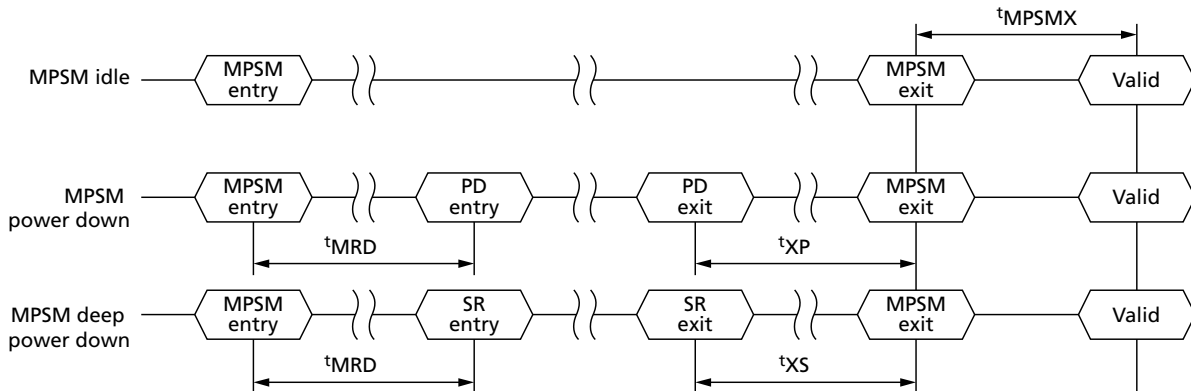 tMPSMX
MPSM idle
MPSM
entry
MPSM
exit
Valid
MPSM
power down
MPSM
entry
PD
entry
PD
exit
MPSM
exit
Valid
tMRD
tXP
MPSM deep
power down
MPSM
entry
SR
entry
SR
exit
MPSM
exit
Valid
tMRD
tXS